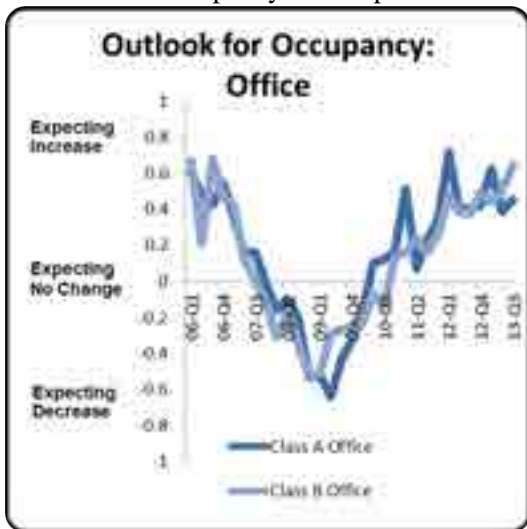 Outlook for Occupancy:
Office
1
Expecting
Increase
0.8
0.6
0.4
0.2
Expecting
No Change
0
-0.2
-0.4
Expecting
Decrease
-0.6
-0.8
-1
06-Q1
06-Q4
07-Q3
09-Q1
09-Q4
11-Q2
12-Q1
12-Q4
13-Q3
Class A Office
Class B Office